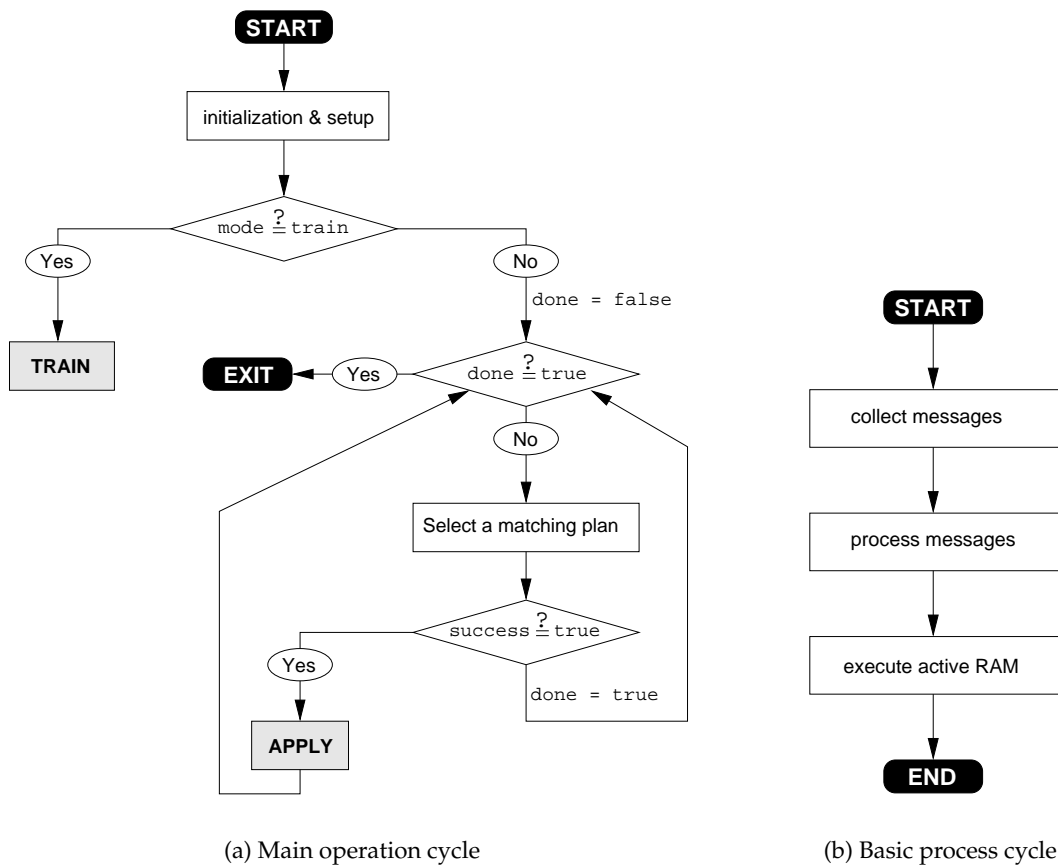 START
initialization & setup
mode ?= train
Yes
No
done = false
TRAIN
EXIT
Yes
done ?= true
No
Select a matching plan
success ?= true
Yes
done = true
APPLY
(a) Main operation cycle
START
collect messages
process messages
execute active RAM
END
(b) Basic process cycle